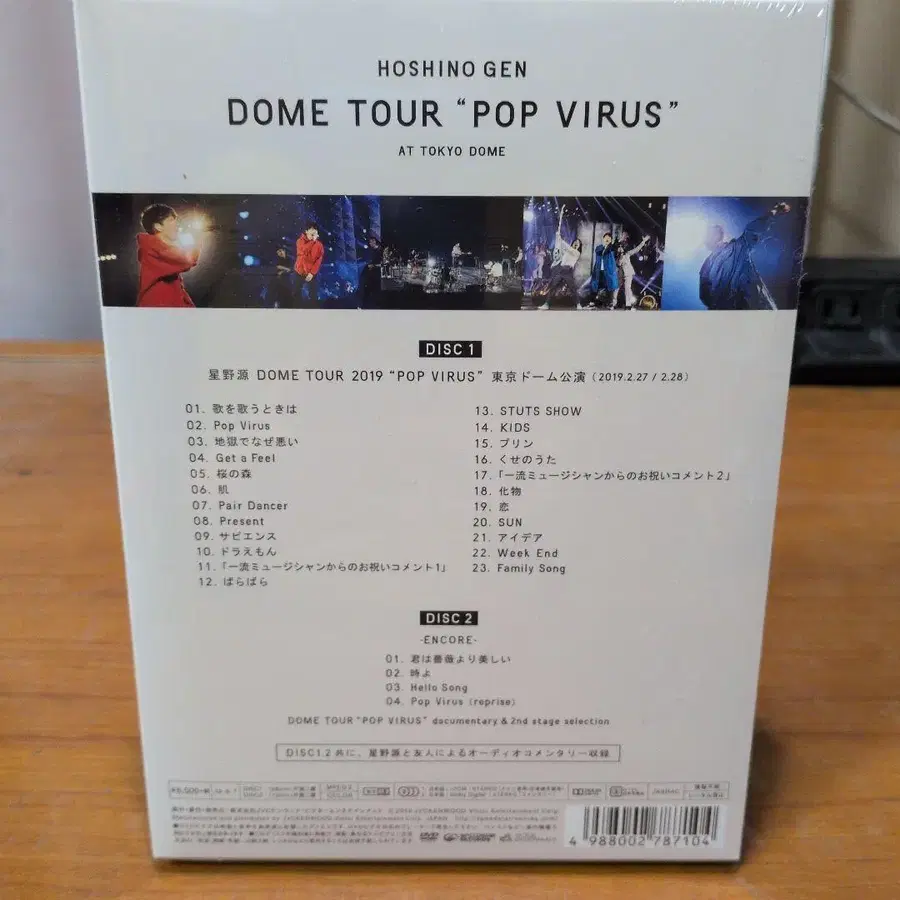 HOSHINO GEN
DOME TOUR “POP VIRUS”
AT TOKYO DOME
DISC 1
星野源 DOME TOUR 2019 “POP VIRUS” 東京ドーム公演 (2019.2.27 / 2.28)
01. 歌を歌うときは
02. Pop Virus
03. 地獄でなぜ悪い
04. Get a Feel
05. 桜の森
06. 肌
07. Pair Dancer
08. Present
09. サピエンス
10. ドラえもん
11. 「一流ミュージシャンからのお祝いコメント1」
12. ばらばら
13. STUTS SHOW
14. KIDS
15. プリン
16. くせのうた
17. 「一流ミュージシャンからのお祝いコメント2」
18. 化物
19. 恋
20. SUN
21. アイデア
22. Week End
23. Family Song
DISC 2
-ENCORE-
01. 君は薔薇より美しい
02. 時よ
03. Hello Song
04. Pop Virus (reprise)
DOME TOUR “POP VIRUS” documentary & 2nd stage selection
DISC1.2 共に、星野源と友人によるオーディオコメンタリー収録
4 988002 787104